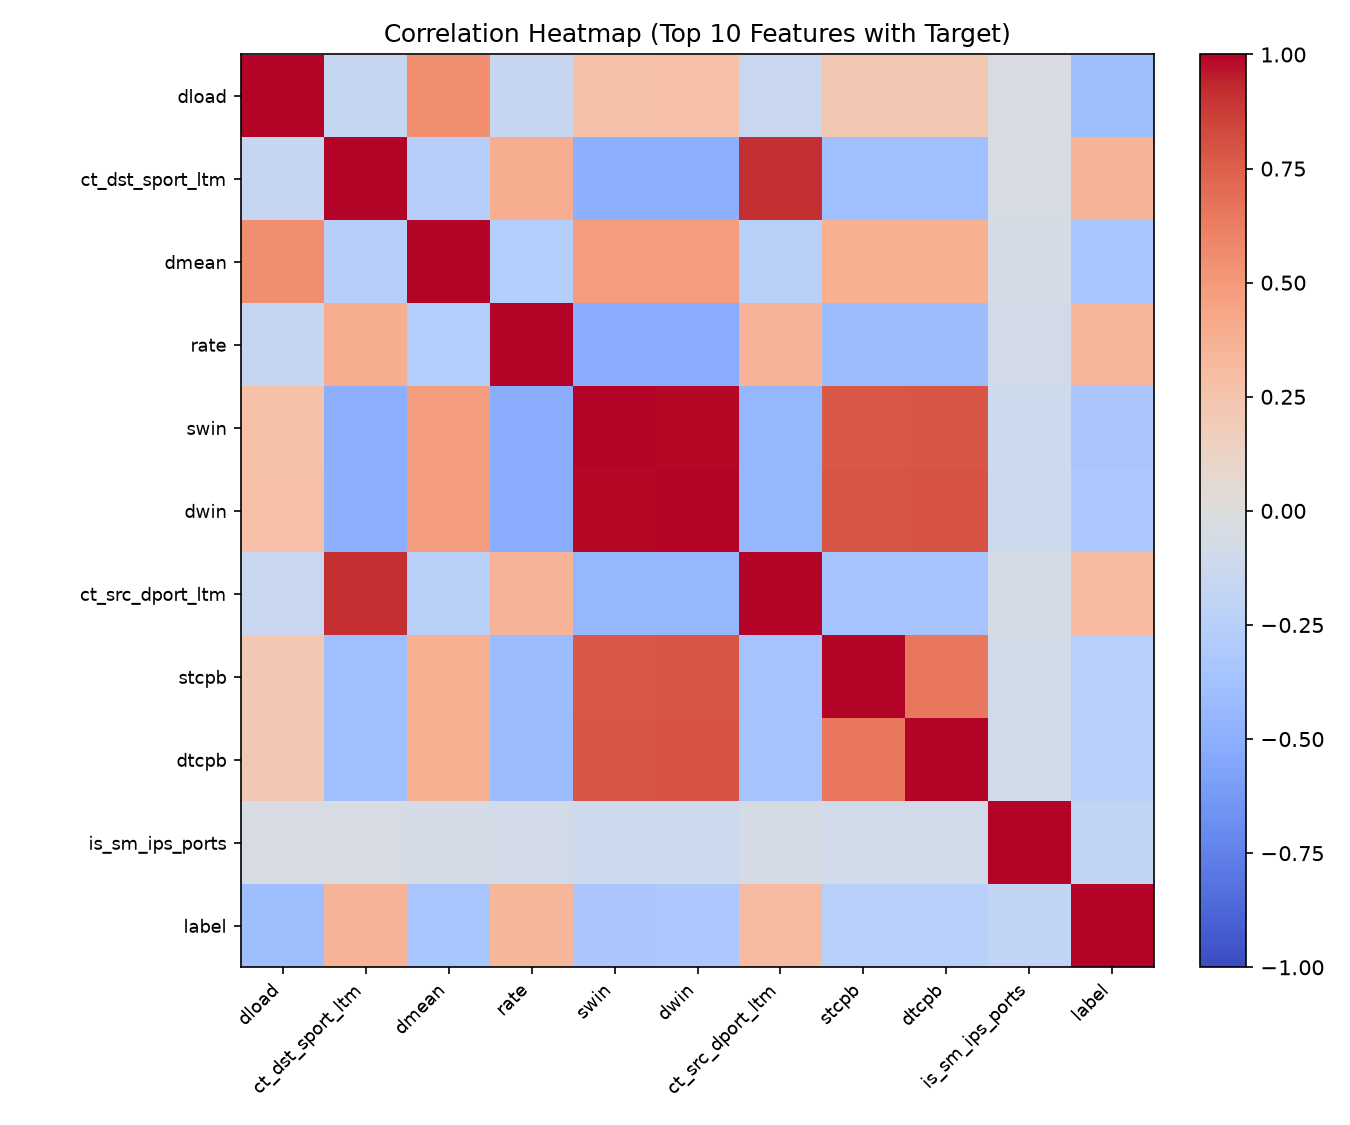 Correlation Heatmap (Top 10 Features with Target)
dload
ct_dst_sport_ltm
dmean
rate
swin
dwin
ct_src_dport_ltm
stcpb
dtcpb
is_sm_ips_ports
label
dload
ct_dst_sport_ltm
dmean
rate
swin
dwin
ct_src_dport_ltm
stcpb
dtcpb
is_sm_ips_ports
label
1.00
0.75
0.50
0.25
0.00
−0.25
−0.50
−0.75
−1.00